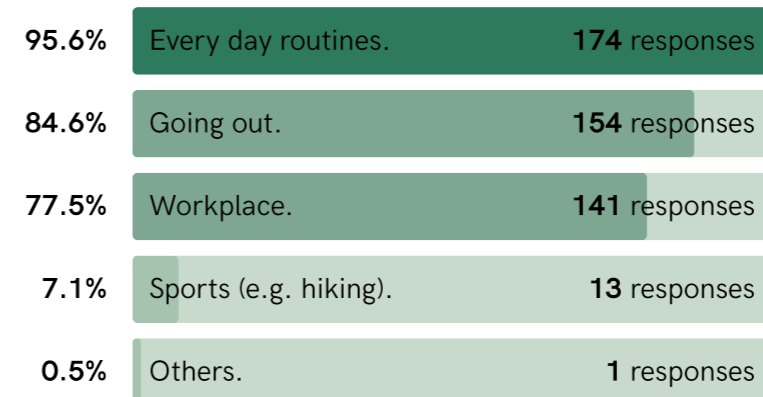 95.6% Every day routines. 174 responses
84.6% Going out. 154 responses
77.5% Workplace. 141 responses
7.1% Sports (e.g. hiking). 13 responses
0.5% Others. 1 responses